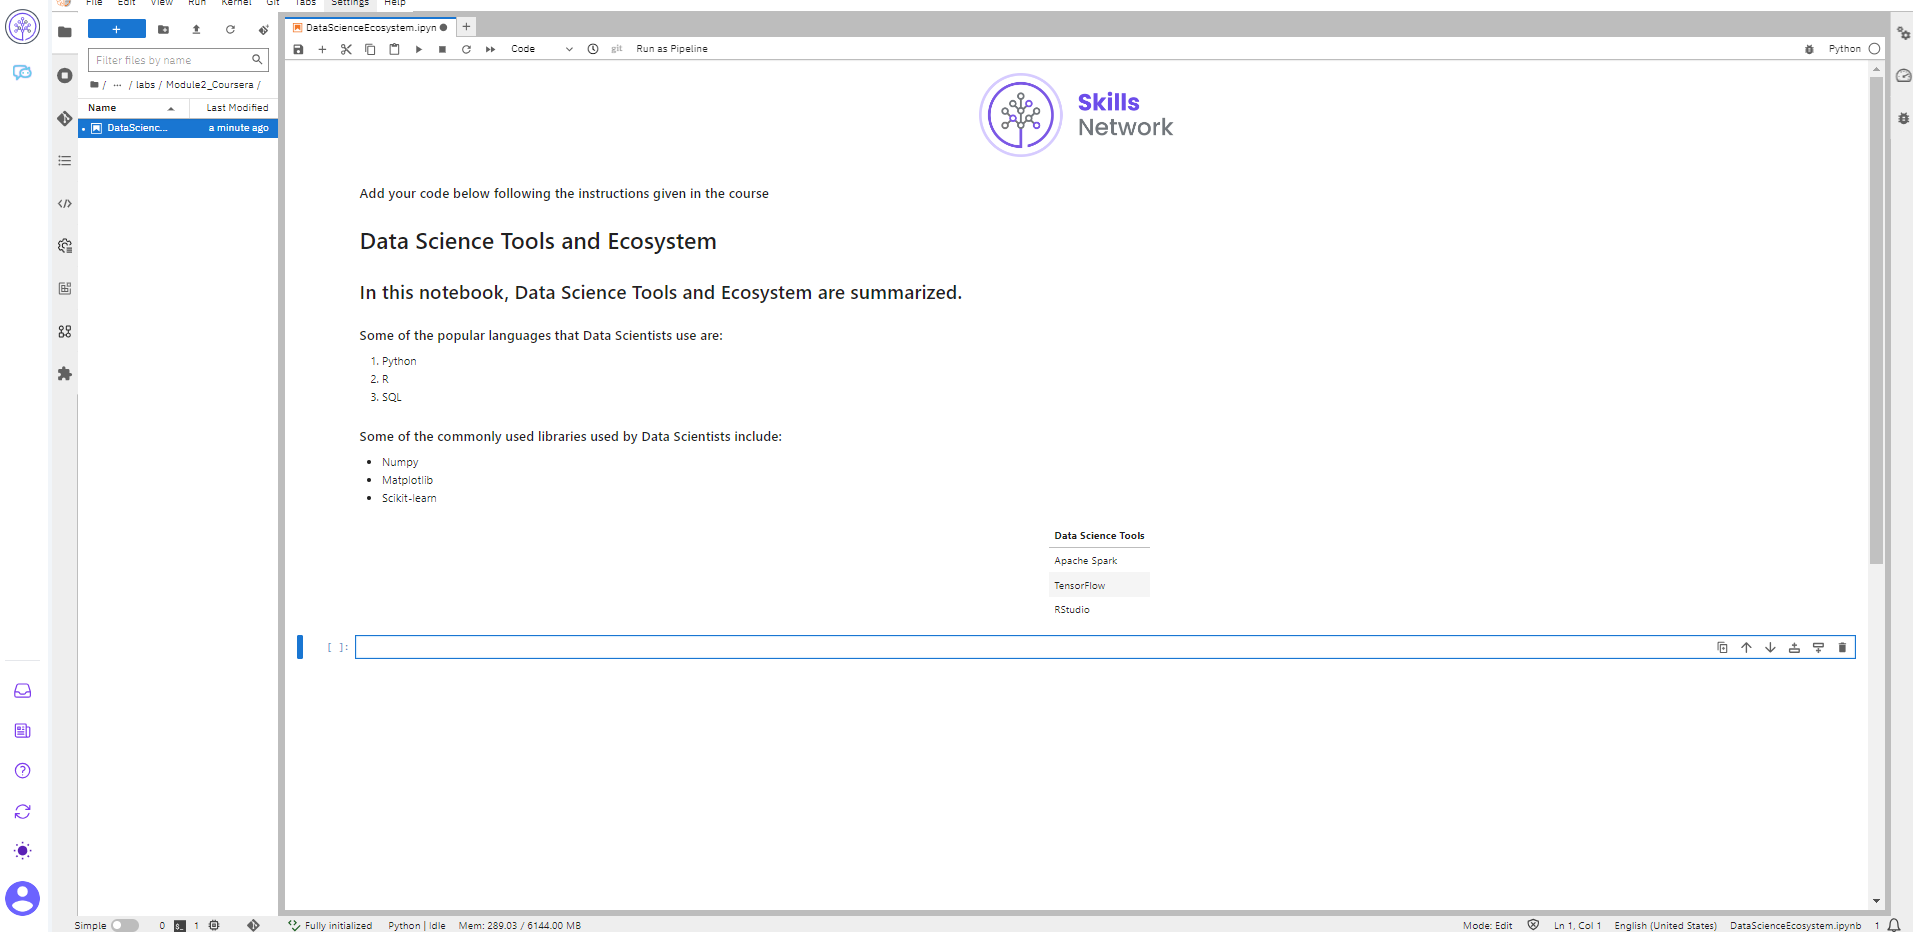 File Edit View Run Kernel Git Tabs Settings Help
DataScienceEcosystem.ipyn
Code
git
Run as Pipeline
Python
Filter files by name
/ ... / labs / Module2_Coursera /
Name Last Modified
DataScienc... a minute ago
Skills
Network
Add your code below following the instructions given in the course
Data Science Tools and Ecosystem
In this notebook, Data Science Tools and Ecosystem are summarized.
Some of the popular languages that Data Scientists use are:
1. Python
2. R
3. SQL
Some of the commonly used libraries used by Data Scientists include:
• Numpy
• Matplotlib
• Scikit-learn
Data Science Tools
Apache Spark
TensorFlow
RStudio
[ ]:
Simple 0 $_ 1 Fully initialized Python | Idle Mem: 289.03 / 6144.00 MB Mode: Edit Ln 1, Col 1 English (United States) DataScienceEcosystem.ipynb 1